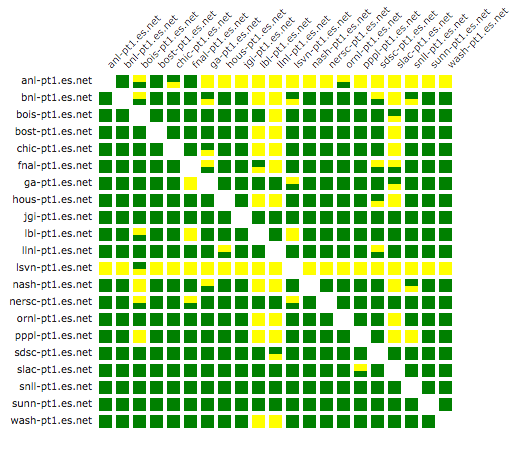 anl-pt1.es.net
bnl-pt1.es.net
bois-pt1.es.net
bost-pt1.es.net
chic-pt1.es.net
fnal-pt1.es.net
ga-pt1.es.net
hous-pt1.es.net
jgi-pt1.es.net
lbl-pt1.es.net
llnl-pt1.es.net
lsvn-pt1.es.net
nash-pt1.es.net
nersc-pt1.es.net
ornl-pt1.es.net
pppl-pt1.es.net
sdsc-pt1.es.net
slac-pt1.es.net
snll-pt1.es.net
sunn-pt1.es.net
wash-pt1.es.net
anl-pt1.es.net
bnl-pt1.es.net
bois-pt1.es.net
bost-pt1.es.net
chic-pt1.es.net
fnal-pt1.es.net
ga-pt1.es.net
hous-pt1.es.net
jgi-pt1.es.net
lbl-pt1.es.net
llnl-pt1.es.net
lsvn-pt1.es.net
nash-pt1.es.net
nersc-pt1.es.net
ornl-pt1.es.net
pppl-pt1.es.net
sdsc-pt1.es.net
slac-pt1.es.net
snll-pt1.es.net
sunn-pt1.es.net
wash-pt1.es.net